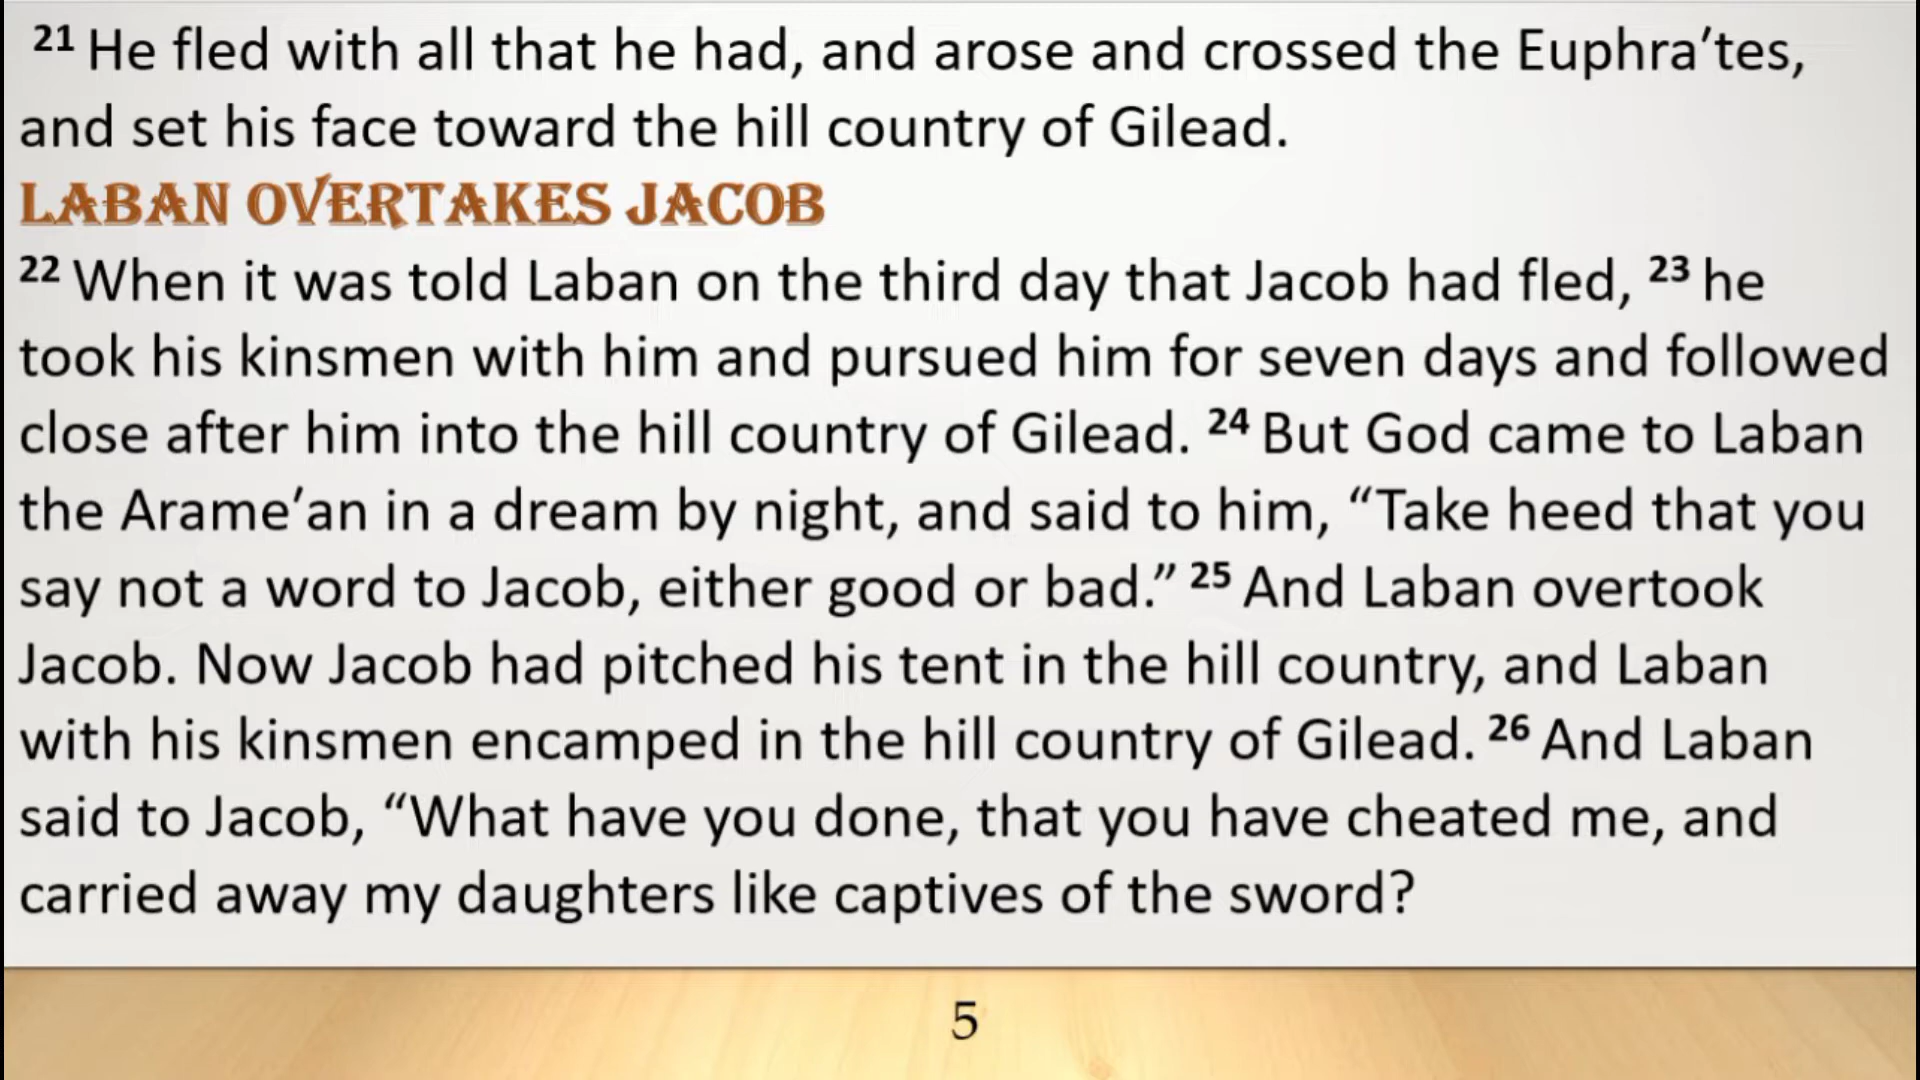 21 He fled with all that he had, and arose and crossed the Euphra′tes,
and set his face toward the hill country of Gilead.
LABAN OVERTAKES JACOB
22 When it was told Laban on the third day that Jacob had fled, 23 he
took his kinsmen with him and pursued him for seven days and followed
close after him into the hill country of Gilead. 24 But God came to Laban
the Arame′an in a dream by night, and said to him, “Take heed that you
say not a word to Jacob, either good or bad.” 25 And Laban overtook
Jacob. Now Jacob had pitched his tent in the hill country, and Laban
with his kinsmen encamped in the hill country of Gilead. 26 And Laban
said to Jacob, “What have you done, that you have cheated me, and
carried away my daughters like captives of the sword?
5